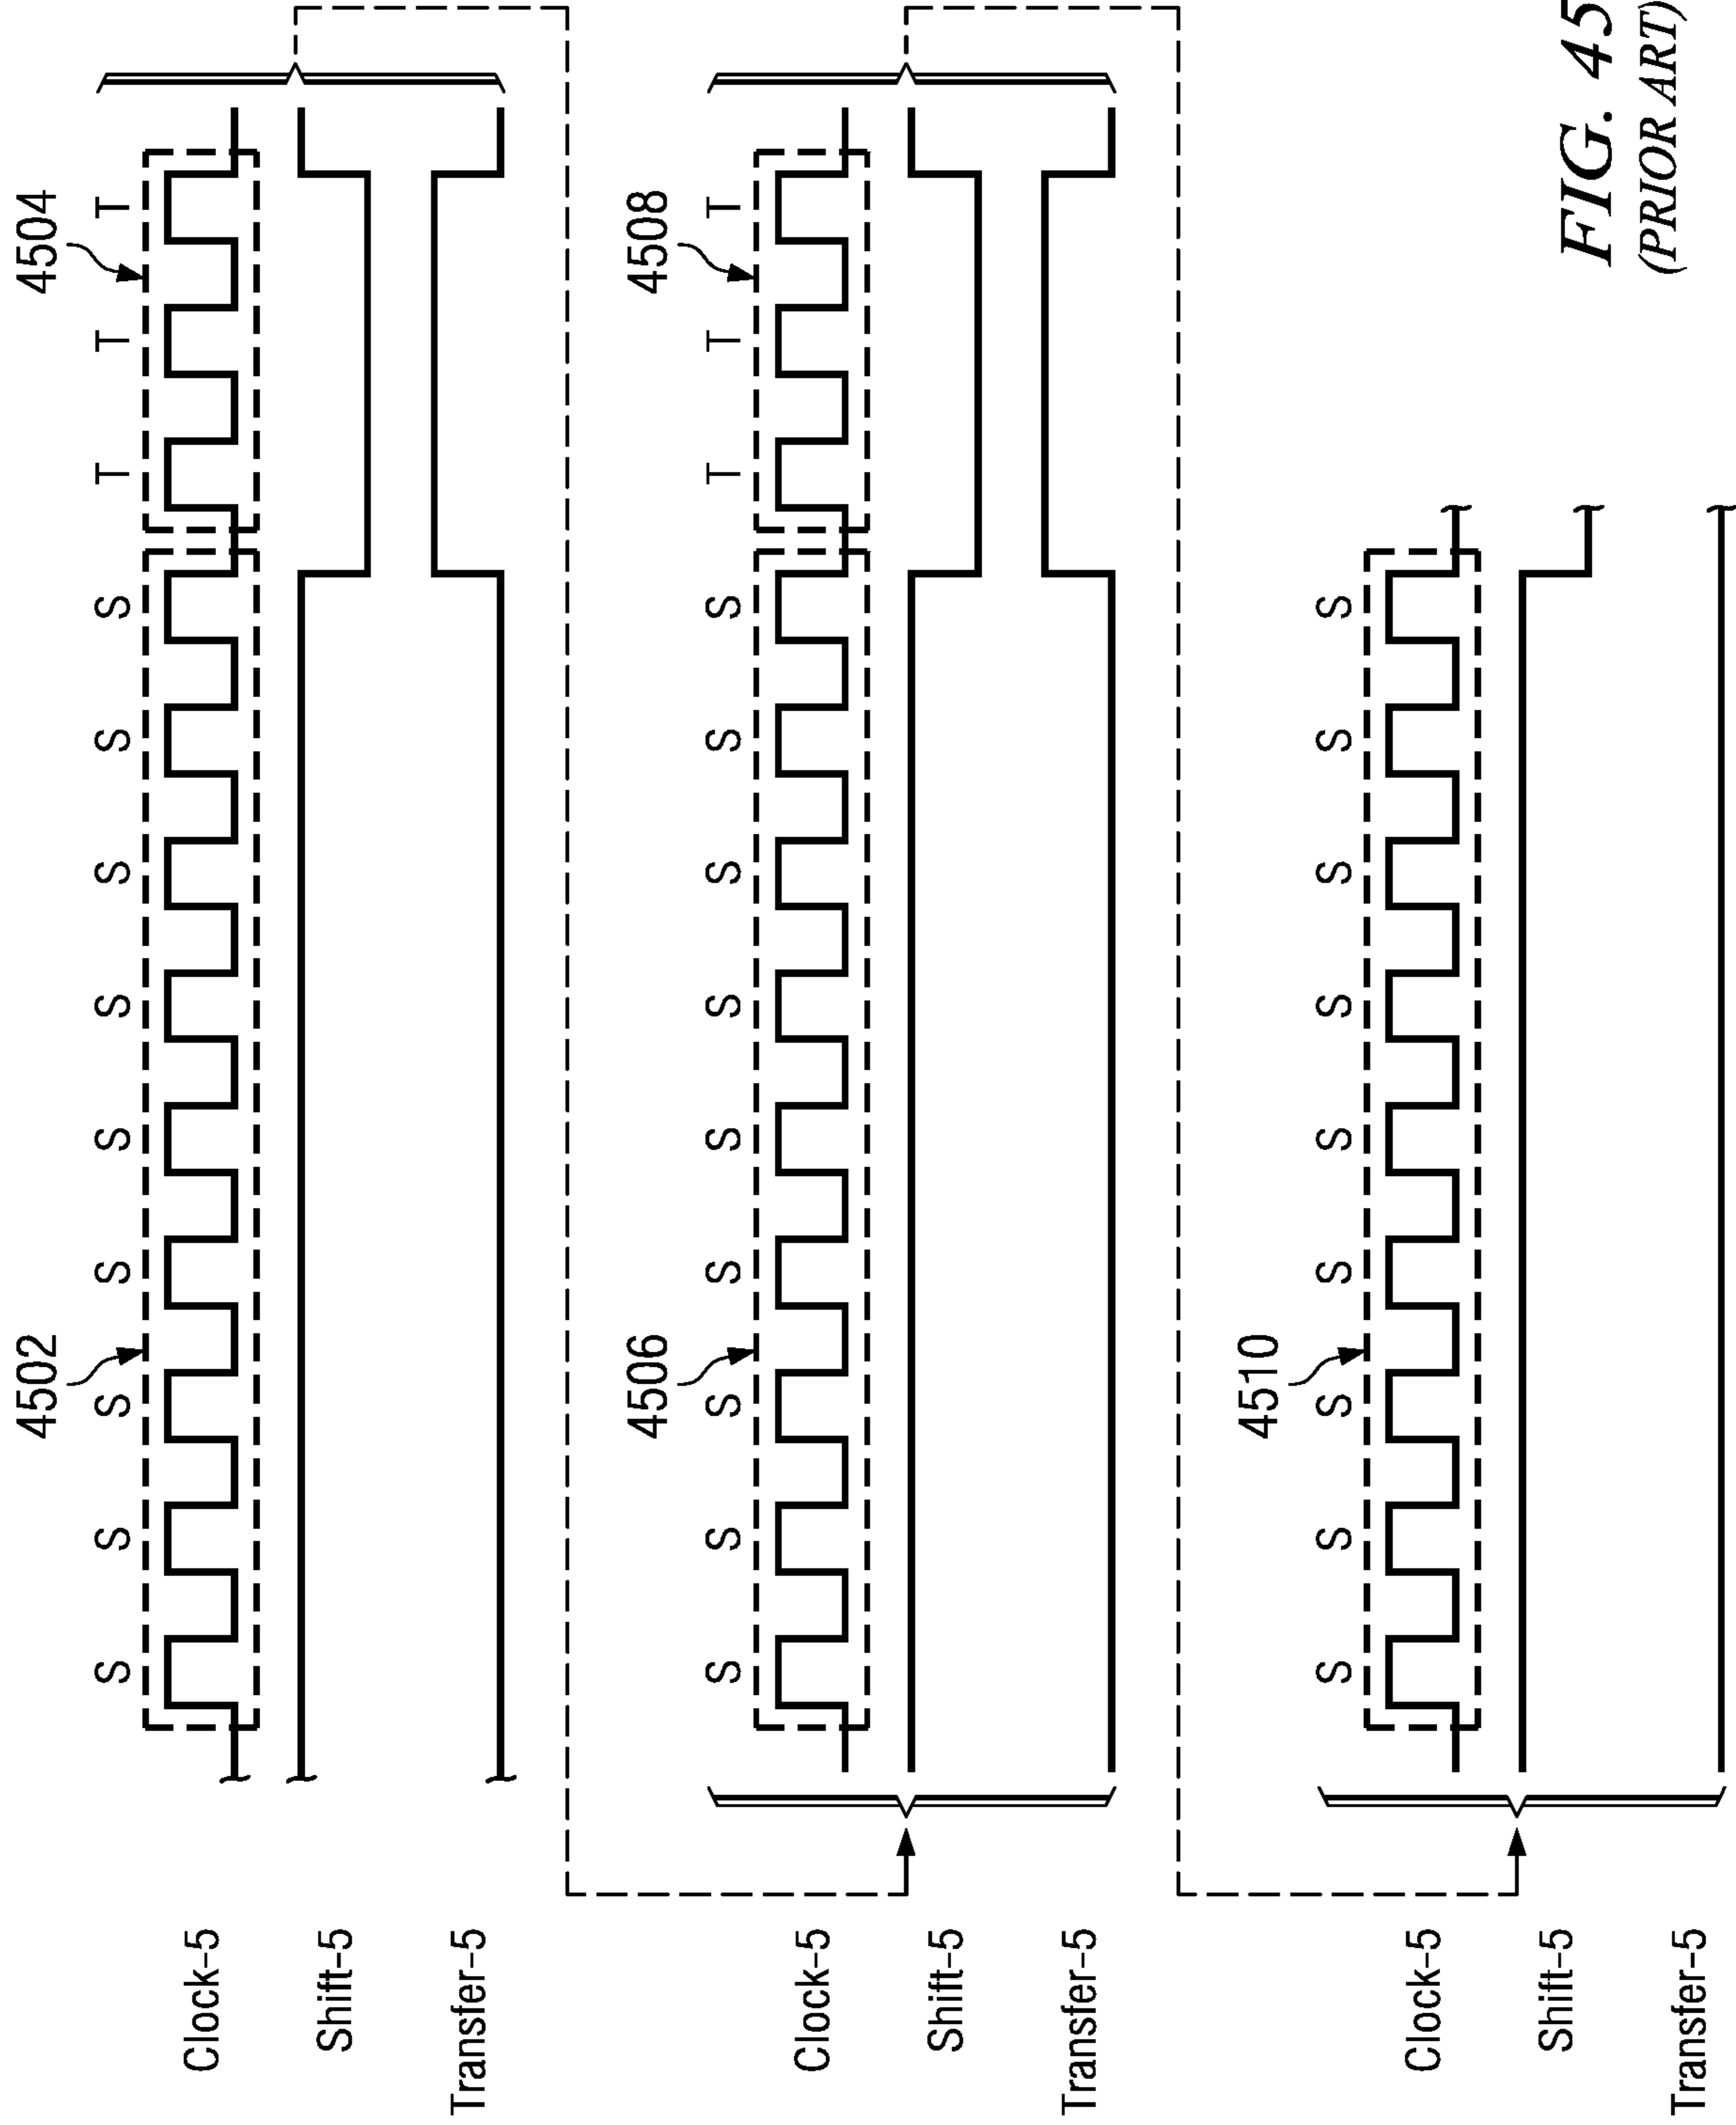 4502 4504
S S S S S S S S S T T T
Clock-5
Shift-5
Transfer-5
4506 4508
S S S S S S S S S T T T
Clock-5
Shift-5
Transfer-5
4510
S S S S S S S S S
Clock-5
Shift-5
Transfer-5
FIG. 45
(PRIOR ART)